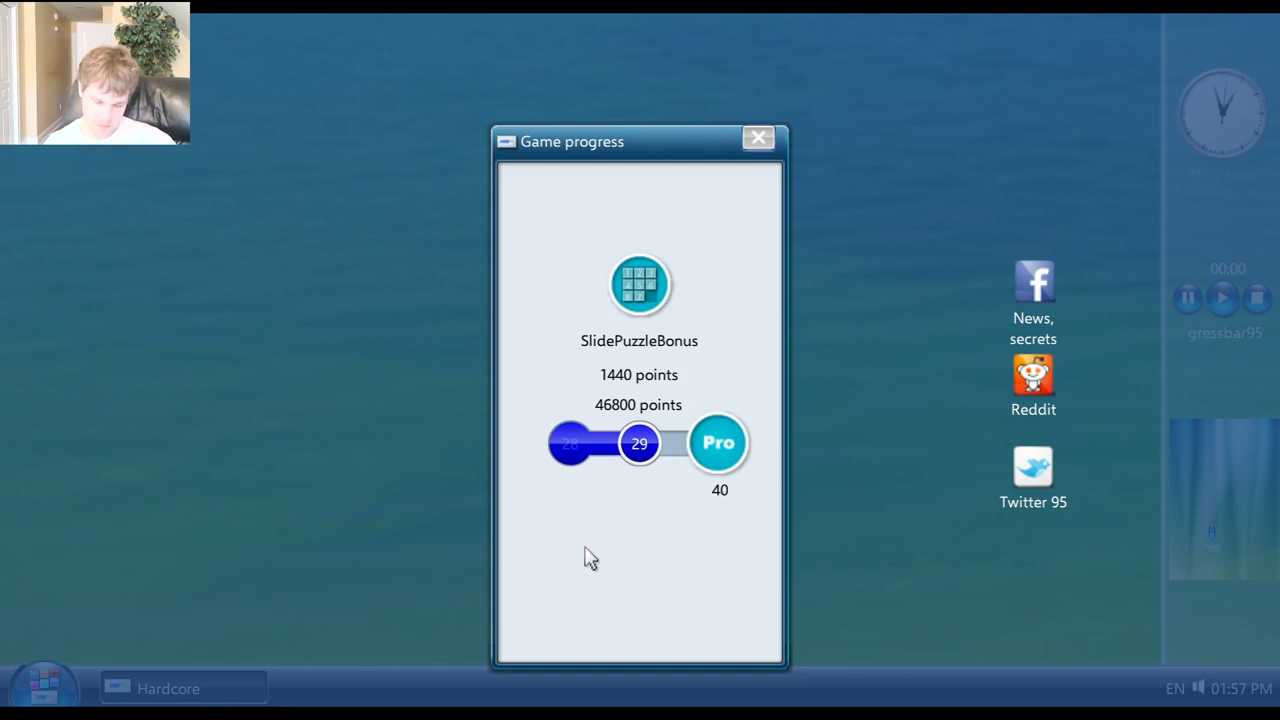 Game progress
SlidePuzzleBonus
1440 points
46800 points
28
29
Pro
40
News,
secrets
Reddit
Twitter 95
00:00
gressbar95
Hardcore
EN
01:57 PM